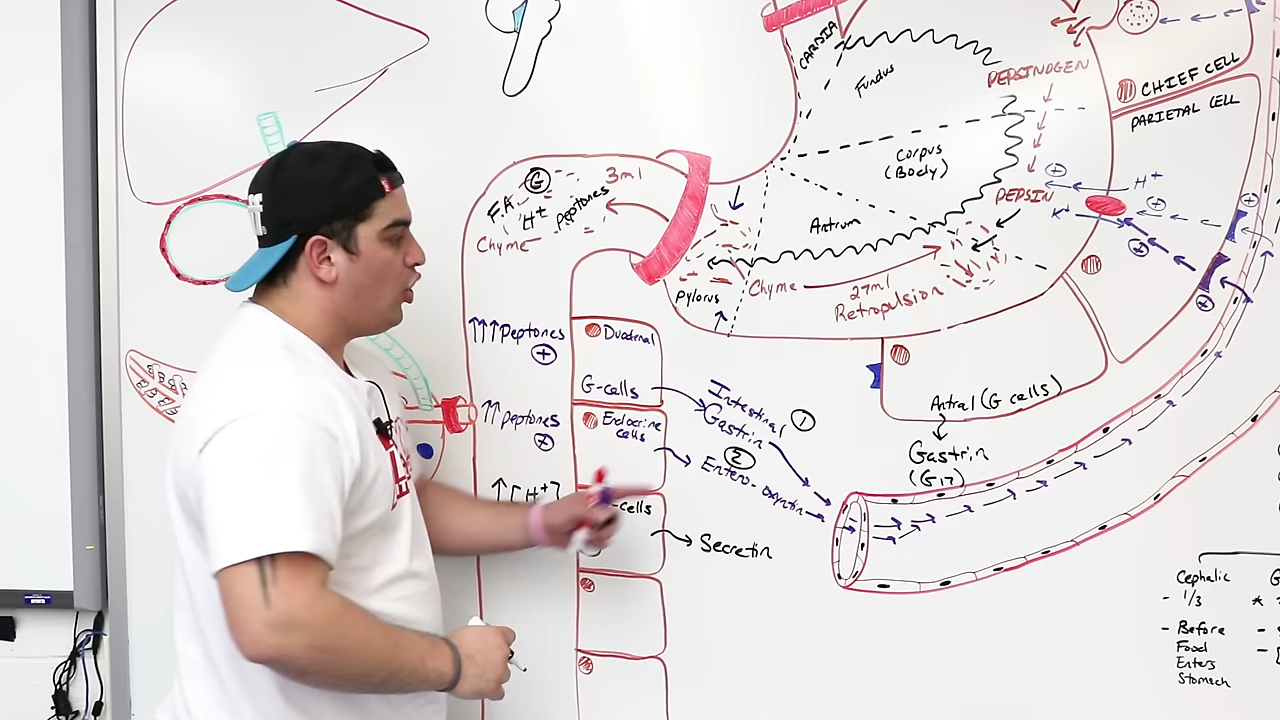 CARDIA
Fundus
PEPSINOGEN
CHIEF CELL
PARIETAL CELL
Corpus
(Body)
PEPSIN
H+
K+
Antrum
G
3ml
F.A.
H+
Peptones
Chyme
Pylorus
Chyme
27ml
Retropulsion
↑↑↑Peptones
+
Duodenal
G-cells
Intestinal
Gastrin
1
Antral (G cells)
Gastrin
(G17)
↑↑peptones
+
Endocrine
cells
2
Entero-oxyntin
↑[H+]
-cells
Secretin
Cephalic
- 1/3
- Before
Food
Enters
Stomach